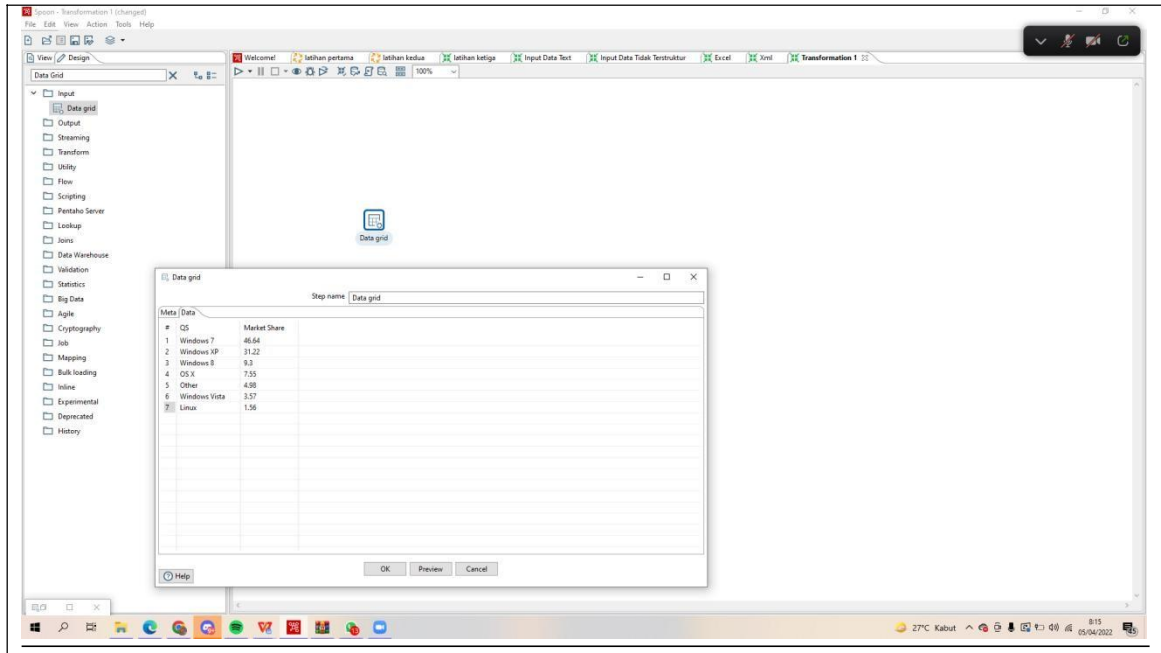 Spoon - Transformation 1 (changed)
File Edit View Action Tools Help
View Design
Welcome! latihan pertama latihan kedua latihan ketiga Input Data Text Input Data Tidak Terstruktur Excel Xml Transformation 1
Data Grid
100%
Input
Data grid
Output
Streaming
Transform
Utility
Flow
Scripting
Pentaho Server
Lookup
Joins
Data Warehouse
Validation
Statistics
Big Data
Agile
Cryptography
Job
Mapping
Bulk loading
Inline
Experimental
Deprecated
History
Data grid
Data grid
Step name Data grid
Meta Data
# QS Market Share
1 Windows 7 46.64
2 Windows XP 31.22
3 Windows 8 9.3
4 OS X 7.55
5 Other 4.98
6 Windows Vista 3.57
7 Linux 1.56
Help OK Preview Cancel
27°C Kabut
8:15
05/04/2022